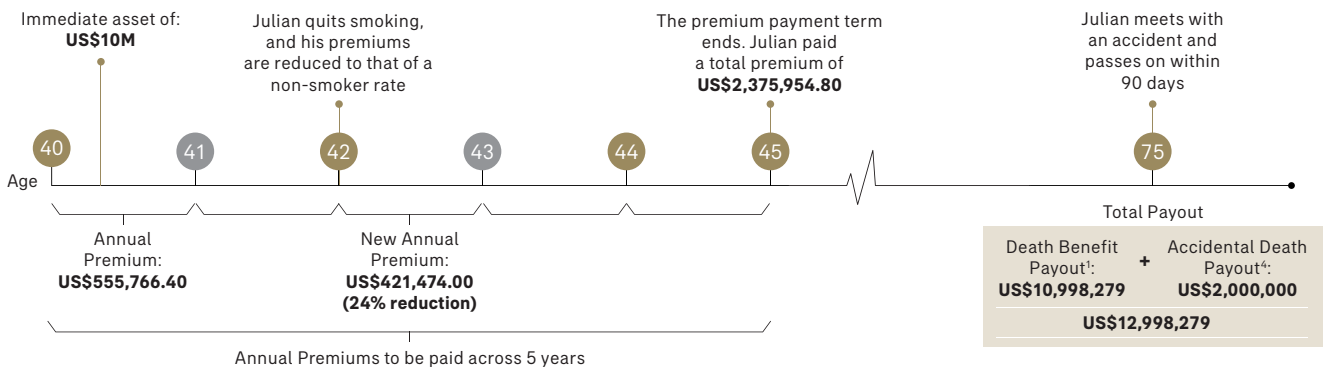 Immediate asset of:
US$10M
Julian quits smoking,
and his premiums
are reduced to that of a
non-smoker rate
The premium payment term
ends. Julian paid
a total premium of
US$2,375,954.80
Julian meets with
an accident and
passes on within
90 days
40
41
42
43
44
45
75
Age
Annual
Premium:
US$555,766.40
New Annual
Premium:
US$421,474.00
(24% reduction)
Annual Premiums to be paid across 5 years
Total Payout
Death Benefit
Payout¹:
US$10,998,279
+
Accidental Death
Payout⁴:
US$2,000,000
US$12,998,279